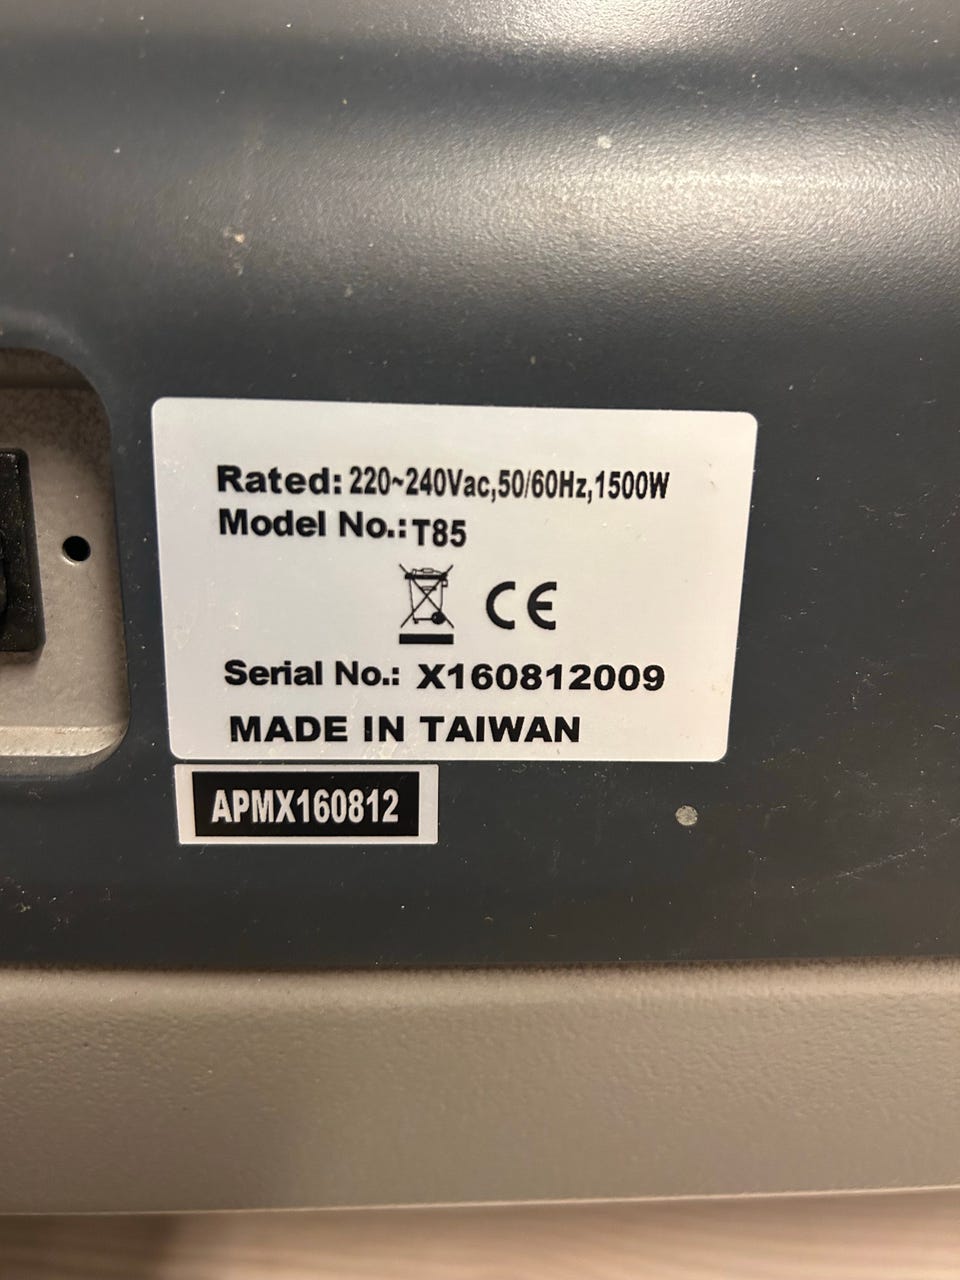 Rated: 220~240Vac,50/60Hz,1500W
Model No.:T85
CE
Serial No.: X160812009
MADE IN TAIWAN
APMX160812